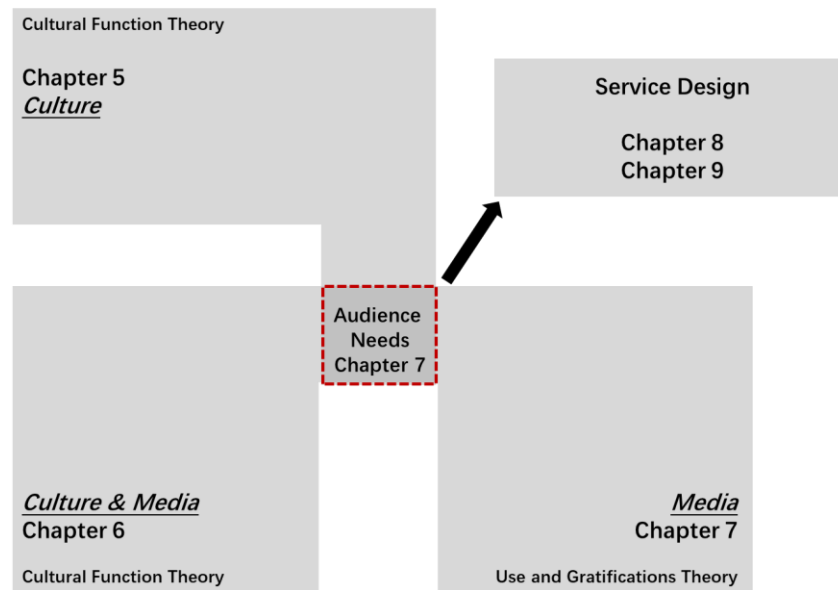 Cultural Function Theory
Chapter 5
Culture
Service Design
Chapter 8
Chapter 9
Audience
Needs
Chapter 7
Culture & Media
Chapter 6
Cultural Function Theory
Media
Chapter 7
Use and Gratifications Theory